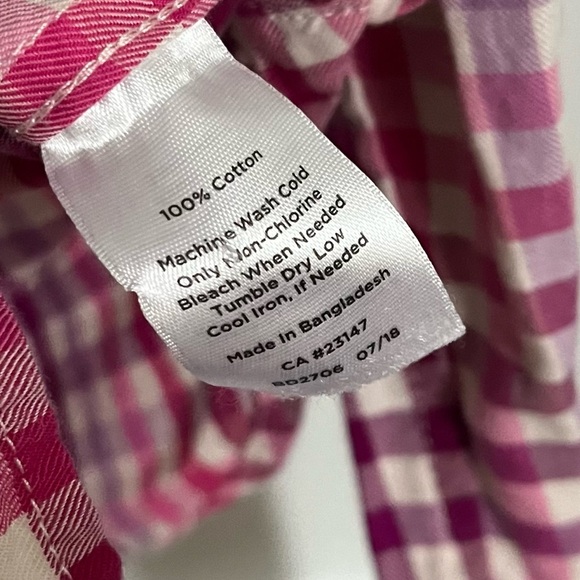 100% Cotton
Machine Wash Cold
Only Non-Chlorine
Bleach When Needed
Tumble Dry Low
Cool Iron, If Needed
Made in Bangladesh
CA #23147
BD2706 07/18